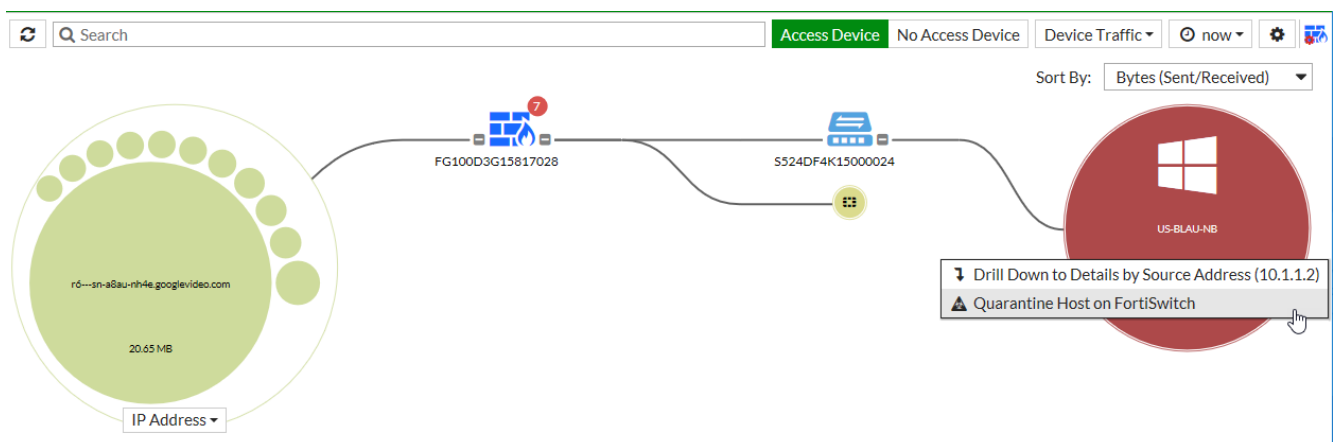 Search
Access Device
No Access Device
Device Traffic
now
Sort By:
Bytes (Sent/Received)
7
FG100D3G15817028
S524DF4K15000024
US-BLAU-NB
r6---sn-a8au-nh4e.googlevideo.com
20.65 MB
Drill Down to Details by Source Address (10.1.1.2)
Quarantine Host on FortiSwitch
IP Address